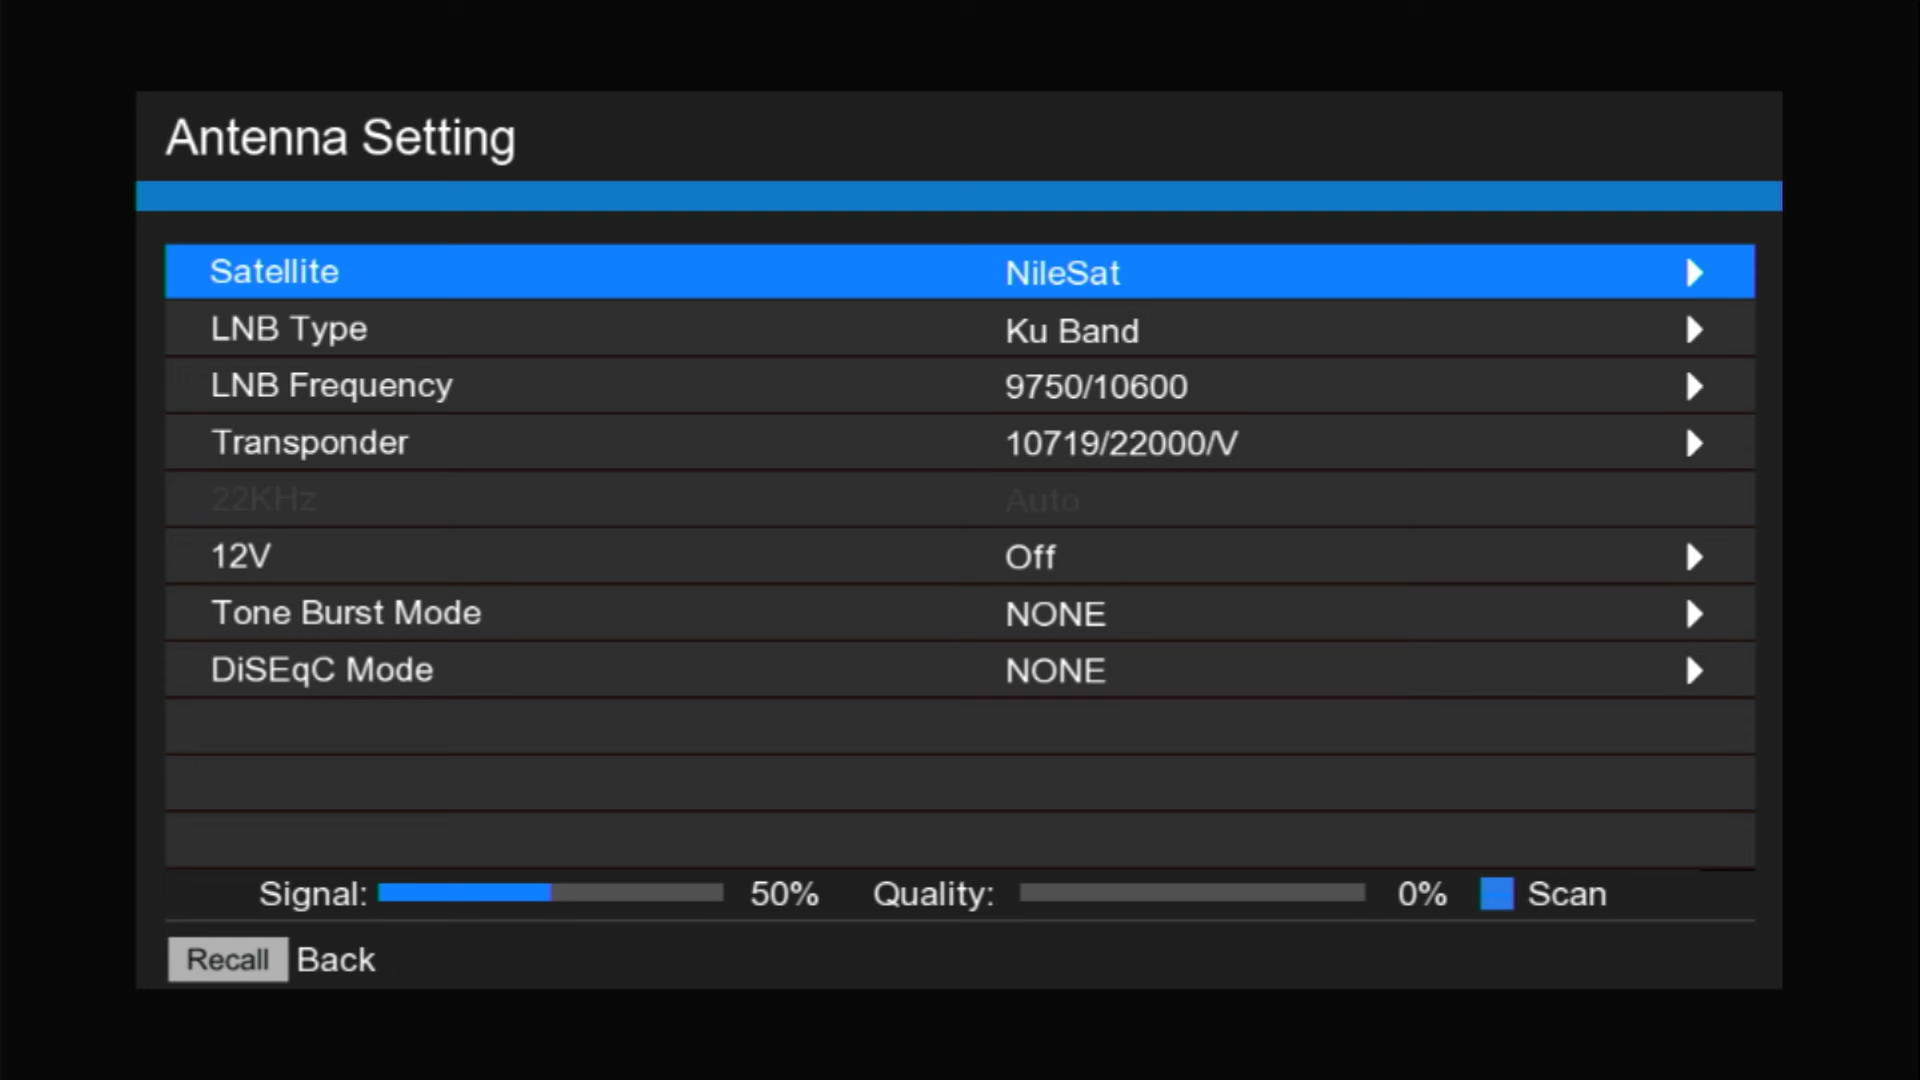 Antenna Setting
Satellite NileSat
LNB Type Ku Band
LNB Frequency 9750/10600
Transponder 10719/22000/V
22KHz Auto
12V Off
Tone Burst Mode NONE
DiSEqC Mode NONE
Signal: 50% Quality: 0% Scan
Recall Back